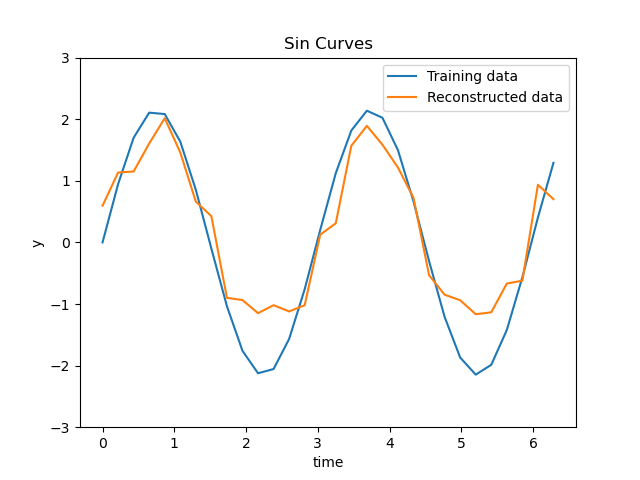 Sin Curves
Training data
Reconstructed data
3
2
1
0
−1
−2
−3
y
0 1 2 3 4 5 6
time